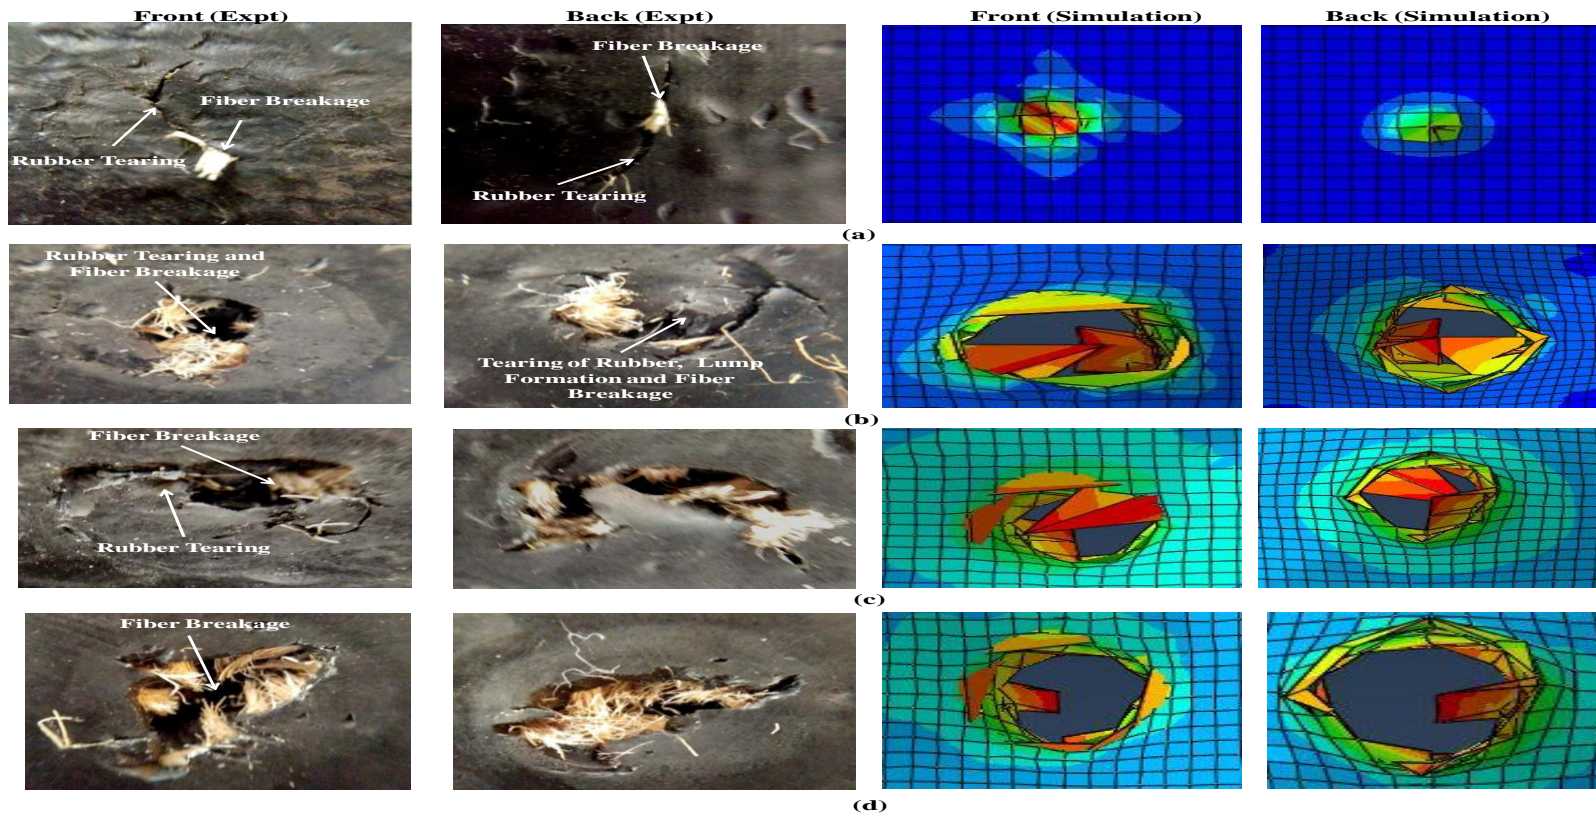 Front (Expt)
Back (Expt)
Front (Simulation)
Back (Simulation)
Fiber Breakage
Rubber Tearing
Fiber Breakage
Rubber Tearing
(a)
Rubber Tearing and
Fiber Breakage
Tearing of Rubber, Lump
Formation and Fiber
Breakage
(b)
Fiber Breakage
Rubber Tearing
(c)
Fiber Breakage
(d)